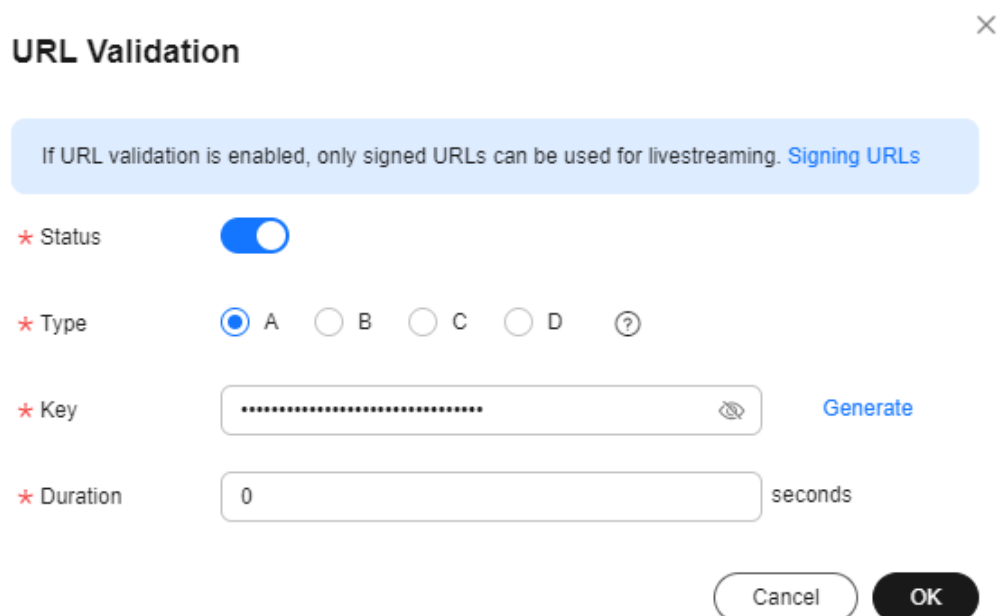 URL Validation
If URL validation is enabled, only signed URLs can be used for livestreaming. Signing URLs
* Status
* Type A B C D ?
* Key •••••••••••••••••••••••••••••••• Generate
* Duration 0 seconds
Cancel OK